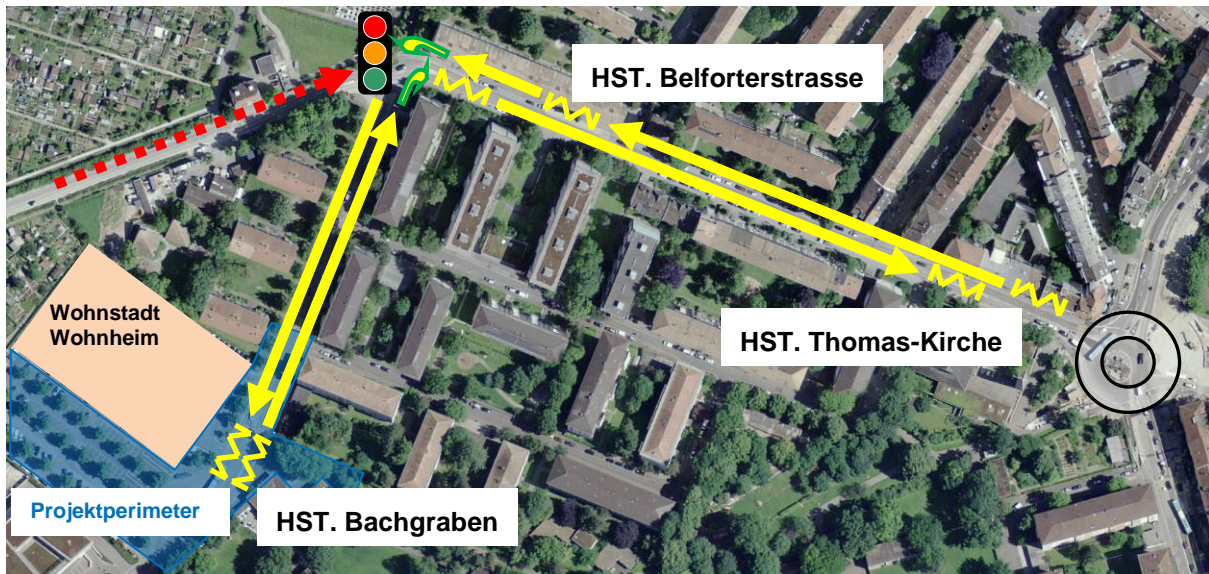 HST. Belforterstrasse
Wohnstadt
Wohnheim
HST. Thomas-Kirche
Projektperimeter
HST. Bachgraben